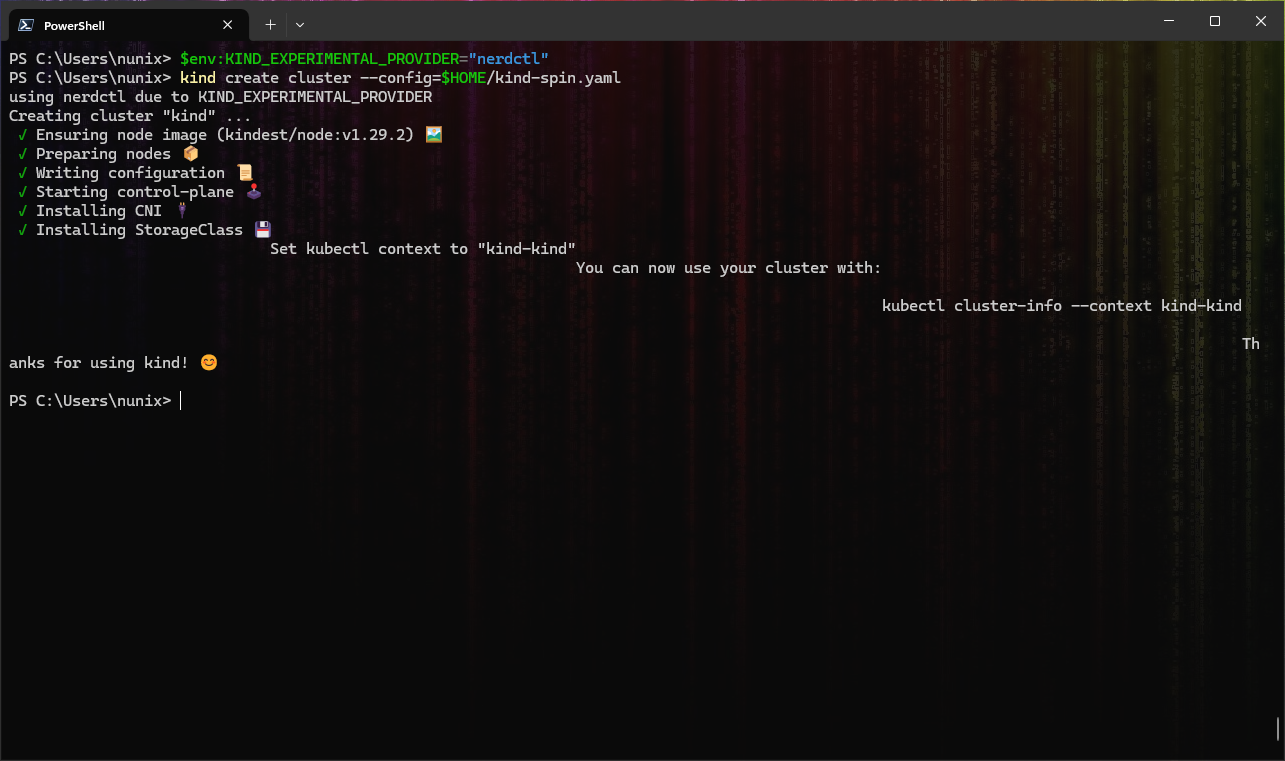 PowerShell
PS C:\Users\nunix> $env:KIND_EXPERIMENTAL_PROVIDER="nerdctl"
PS C:\Users\nunix> kind create cluster --config=$HOME/kind-spin.yaml
using nerdctl due to KIND_EXPERIMENTAL_PROVIDER
Creating cluster "kind" ...
✓ Ensuring node image (kindest/node:v1.29.2) 🖼
✓ Preparing nodes 📦
✓ Writing configuration 📜
✓ Starting control-plane 🕹
✓ Installing CNI 🔌
✓ Installing StorageClass 💾
Set kubectl context to "kind-kind"
You can now use your cluster with:
kubectl cluster-info --context kind-kind
Th
anks for using kind! 😊
PS C:\Users\nunix>